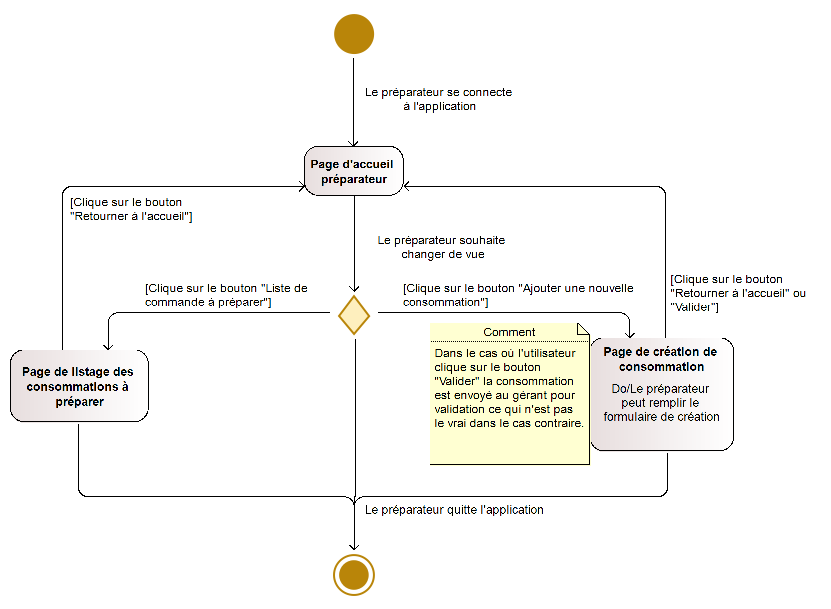 Le préparateur se connecte
à l'application
Page d'accueil
préparateur
[Clique sur le bouton
"Retourner à l'accueil"]
Le préparateur souhaite
changer de vue
[Clique sur le bouton "Liste de
commande à préparer"]
[Clique sur le bouton "Ajouter une nouvelle
consommation"]
[Clique sur le bouton
"Retourner à l'accueil" ou
"Valider"]
Comment
Dans le cas où l'utilisateur
clique sur le bouton
"Valider" la consommation
est envoyé au gérant pour
validation ce qui n'est pas
le vrai dans le cas contraire.
Page de listage des
consommations à
préparer
Page de création de
consommation
Do/Le préparateur
peut remplir le
formulaire de création
Le préparateur quitte l'application